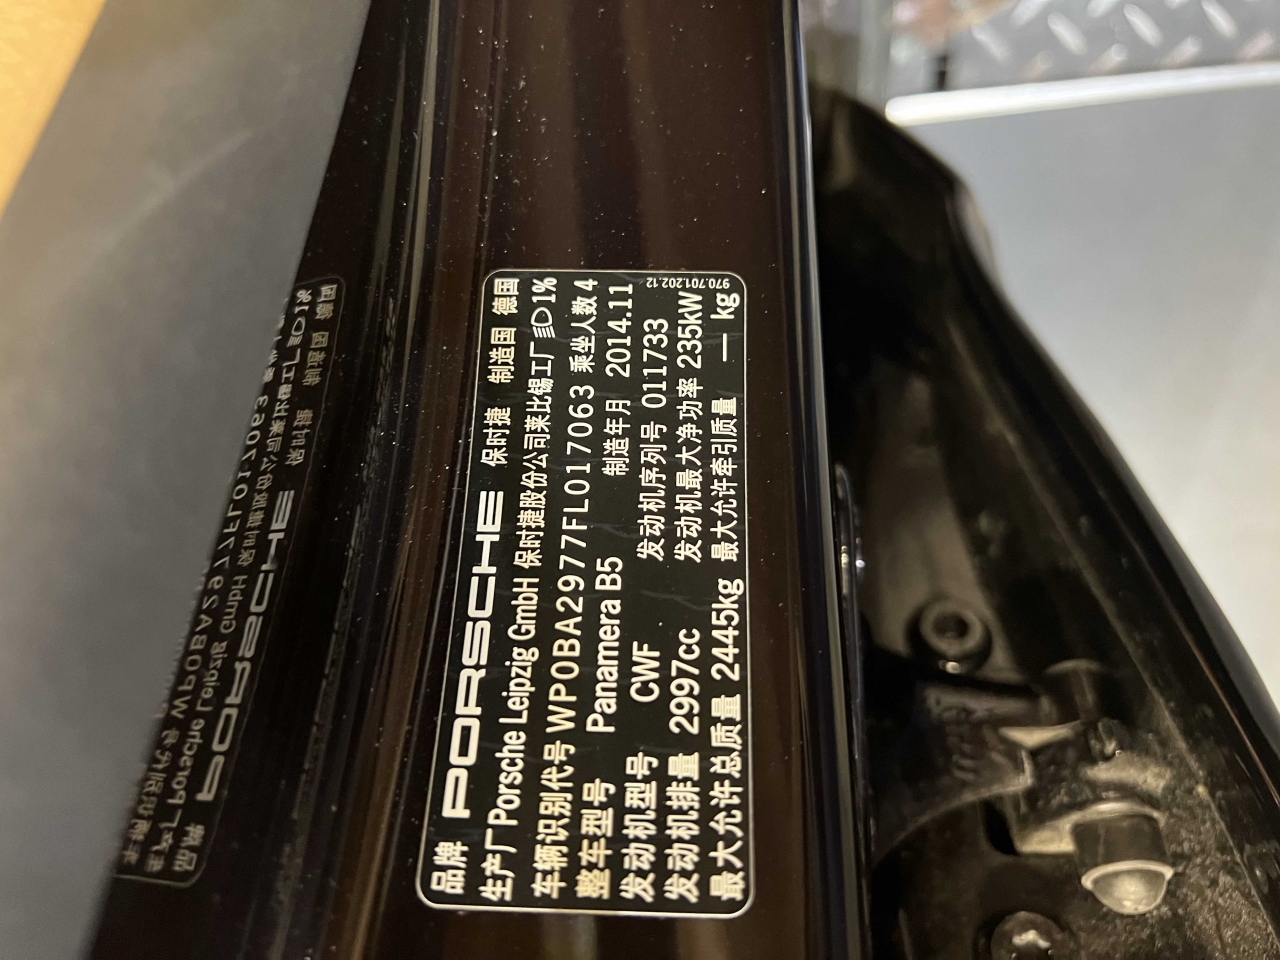 品牌 PORSCHE 保时捷 制造国 德国
生产厂 Porsche Leipzig GmbH 保时捷股份公司莱比锡工厂 1%
车辆识别代号 WP0BA2977FL017063 乘坐人数 4
整车型号 Panamera B5 制造年月 2014.11
发动机型号 CWF 发动机序列号 011733
发动机排量 2997cc 发动机最大净功率 235kW
最大允许总质量 2445kg 最大允许牵引质量 — kg
970.701.202.12